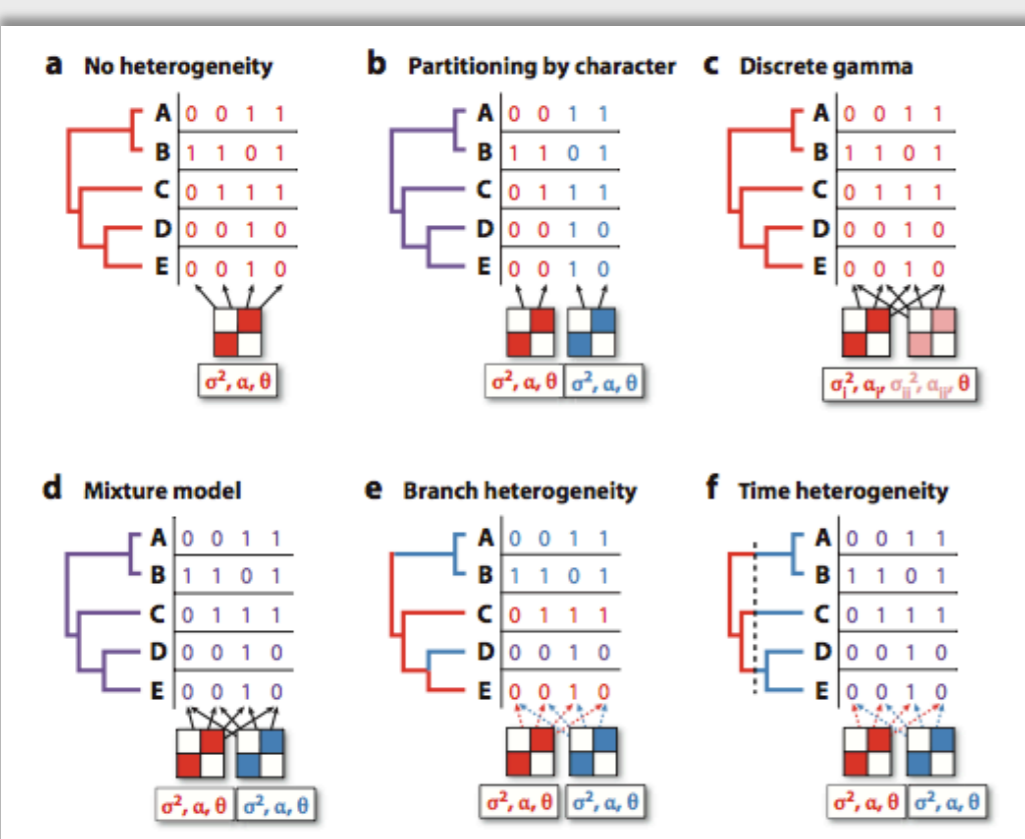 a No heterogeneity
A 0 0 1 1
B 1 1 0 1
C 0 1 1 1
D 0 0 1 0
E 0 0 1 0
σ², α, θ
b Partitioning by character
A 0 0 1 1
B 1 1 0 1
C 0 1 1 1
D 0 0 1 0
E 0 0 1 0
σ², α, θ σ², α, θ
c Discrete gamma
A 0 0 1 1
B 1 1 0 1
C 0 1 1 1
D 0 0 1 0
E 0 0 1 0
σᵢ², αᵢ, σᵢᵢ², αᵢᵢ, θ
d Mixture model
A 0 0 1 1
B 1 1 0 1
C 0 1 1 1
D 0 0 1 0
E 0 0 1 0
σ², α, θ σ², α, θ
e Branch heterogeneity
A 0 0 1 1
B 1 1 0 1
C 0 1 1 1
D 0 0 1 0
E 0 0 1 0
σ², α, θ σ², α, θ
f Time heterogeneity
A 0 0 1 1
B 1 1 0 1
C 0 1 1 1
D 0 0 1 0
E 0 0 1 0
σ², α, θ σ², α, θ